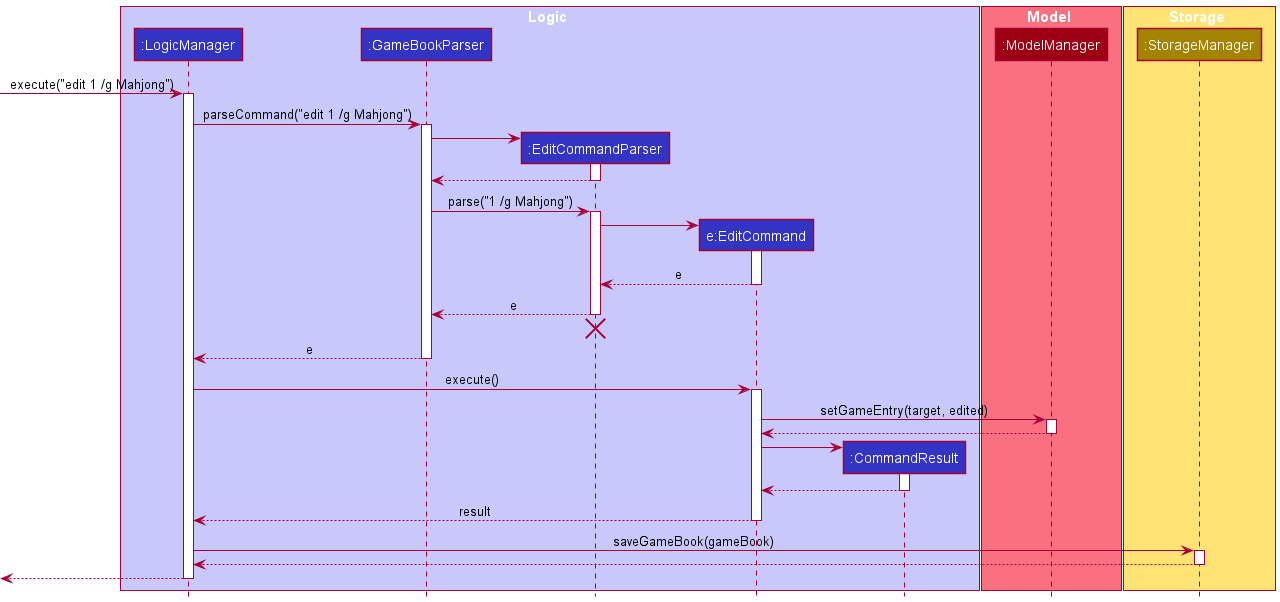 Logic
Model
Storage
:LogicManager
:GameBookParser
:ModelManager
:StorageManager
execute("edit 1 /g Mahjong")
parseCommand("edit 1 /g Mahjong")
:EditCommandParser
parse("1 /g Mahjong")
e:EditCommand
e
e
e
execute()
setGameEntry(target, edited)
:CommandResult
result
saveGameBook(gameBook)